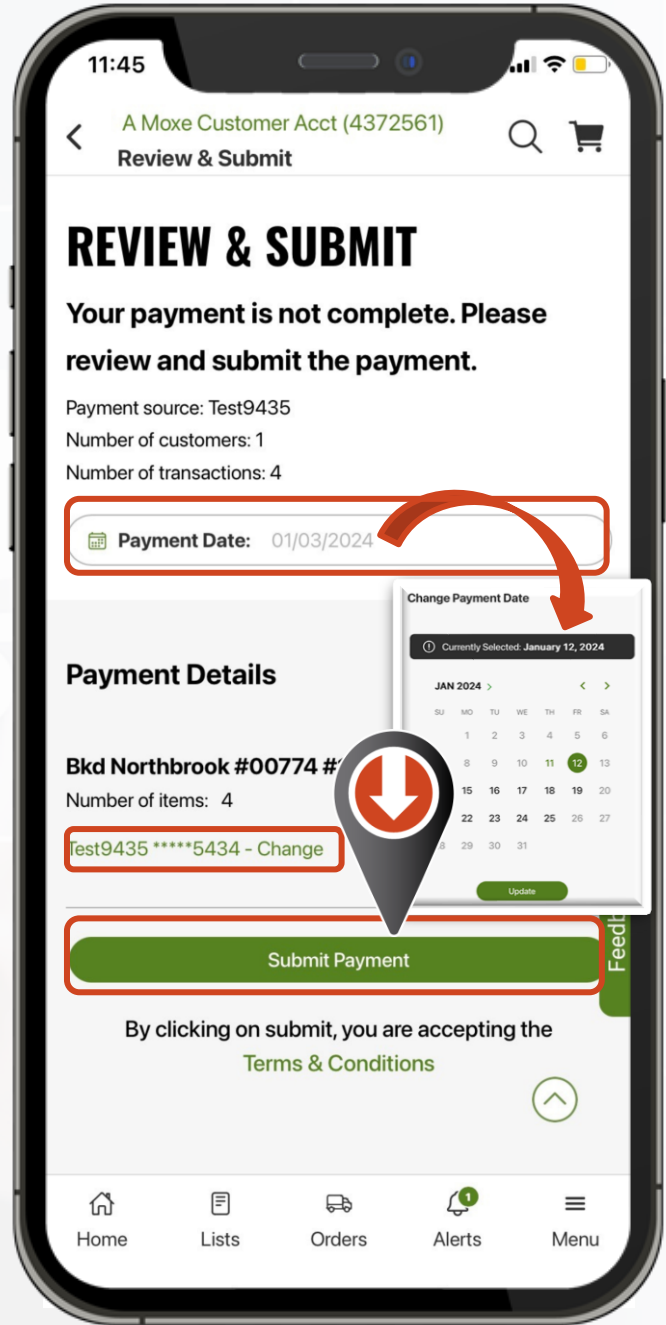 11:45
A Moxe Customer Acct (4372561)
Review & Submit
REVIEW & SUBMIT
Your payment is not complete. Please
review and submit the payment.
Payment source: Test9435
Number of customers: 1
Number of transactions: 4
Payment Date: 01/03/2024
Change Payment Date
Currently Selected: January 12, 2024
JAN 2024 >
< >
SU MO TU WE TH FR SA
1 2 3 4 5 6
8 9 10 11 12 13
15 16 17 18 19 20
22 23 24 25 26 27
29 30 31
Update
Payment Details
Bkd Northbrook #00774
Number of items: 4
Test9435 *****5434 - Change
Submit Payment
By clicking on submit, you are accepting the
Terms & Conditions
1
Home Lists Orders Alerts Menu